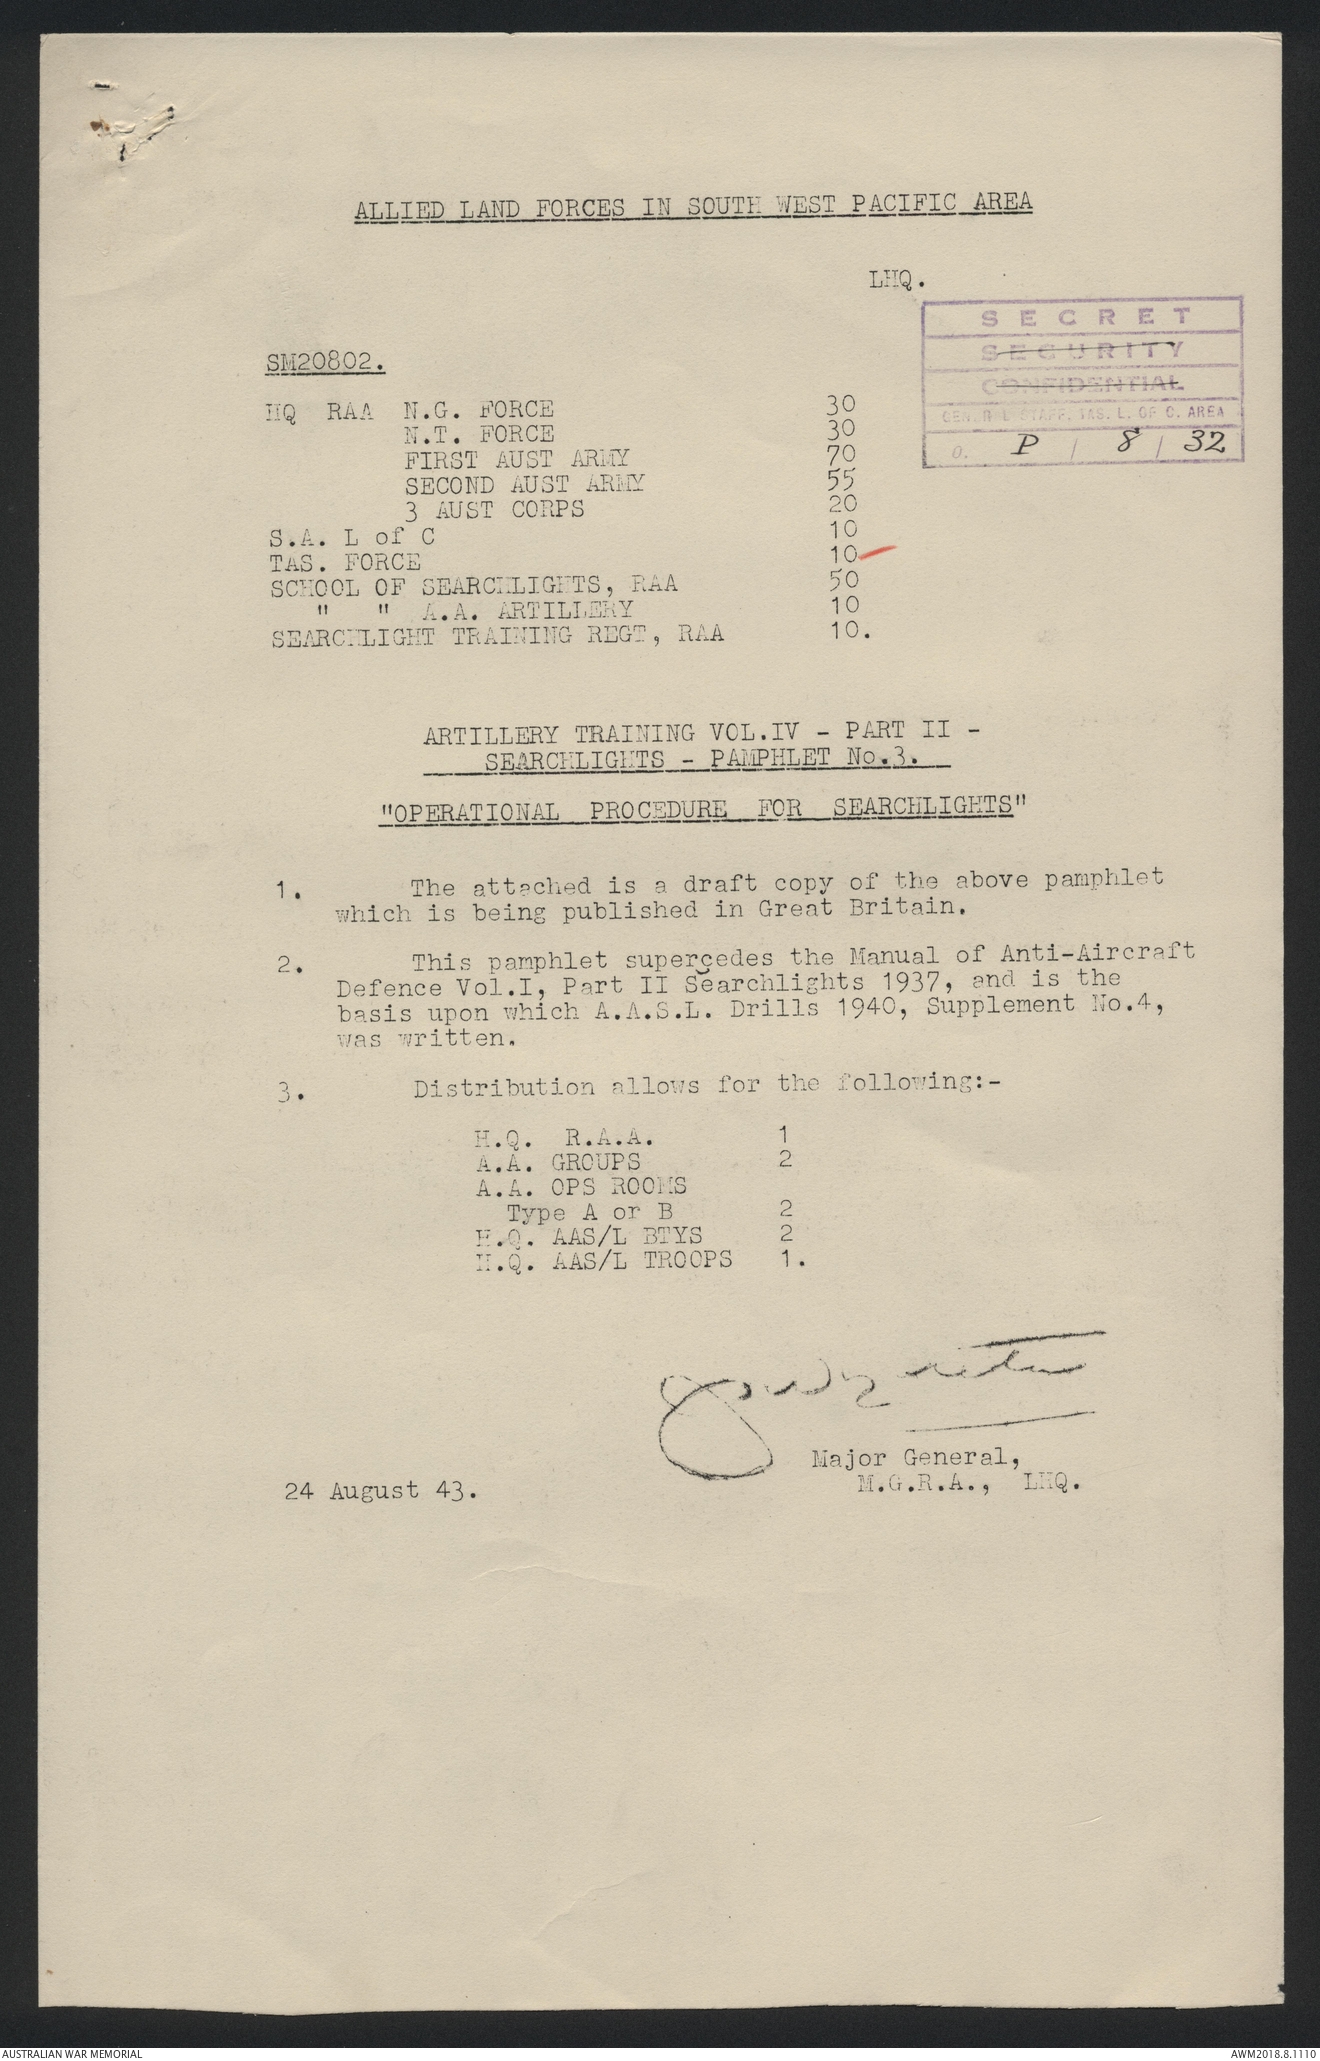 ALLIED LAND FORCES IN SOUTH WEST PACIFIC AREA
LHQ.
SECRET
SECURITY
CONFIDENTIAL
GEN. STAFF, TAS. L. OF C. AREA
O. P / 8 / 32
SM20802.
HQ RAA N.G. FORCE 30
N.T. FORCE 30
FIRST AUST ARMY 70
SECOND AUST ARMY 55
3 AUST CORPS 20
S.A. L of C 10
TAS. FORCE 10
SCHOOL OF SEARCHLIGHTS, RAA 50
" " A.A. ARTILLERY 10
SEARCHLIGHT TRAINING REGT, RAA 10.
ARTILLERY TRAINING VOL.IV - PART II -
SEARCHLIGHTS - PAMPHLET No.3.
"OPERATIONAL PROCEDURE FOR SEARCHLIGHTS"
1. The attached is a draft copy of the above pamphlet
which is being published in Great Britain.
2. This pamphlet supercedes the Manual of Anti-Aircraft
Defence Vol.I, Part II Searchlights 1937, and is the
basis upon which A.A.S.L. Drills 1940, Supplement No.4,
was written.
3. Distribution allows for the following:-
H.Q. R.A.A. 1
A.A. GROUPS 2
A.A. OPS ROOMS
Type A or B 2
H.Q. AAS/L BTYS 2
H.Q. AAS/L TROOPS 1.
Major General,
M.G.R.A., LHQ.
24 August 43.
AUSTRALIAN WAR MEMORIAL
AWM2018.8.1110